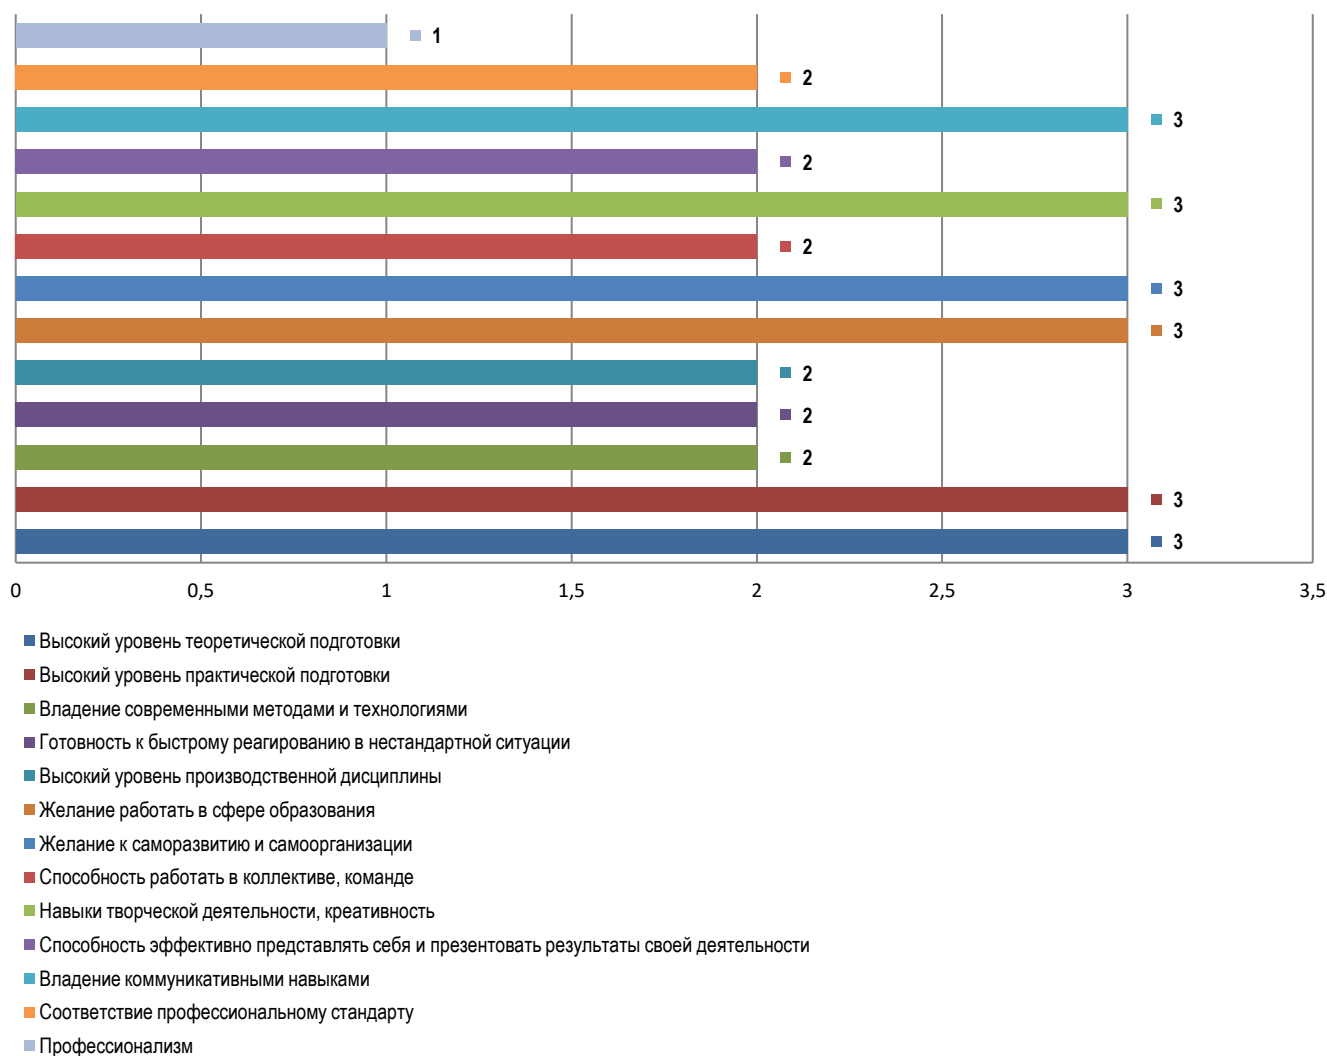 1
2
3
2
3
2
3
3
2
2
2
3
3
0 0,5 1 1,5 2 2,5 3 3,5
Высокий уровень теоретической подготовки
Высокий уровень практической подготовки
Владение современными методами и технологиями
Готовность к быстрому реагированию в нестандартной ситуации
Высокий уровень производственной дисциплины
Желание работать в сфере образования
Желание к саморазвитию и самоорганизации
Способность работать в коллективе, команде
Навыки творческой деятельности, креативность
Способность эффективно представлять себя и презентовать результаты своей деятельности
Владение коммуникативными навыками
Соответствие профессиональному стандарту
Профессионализм